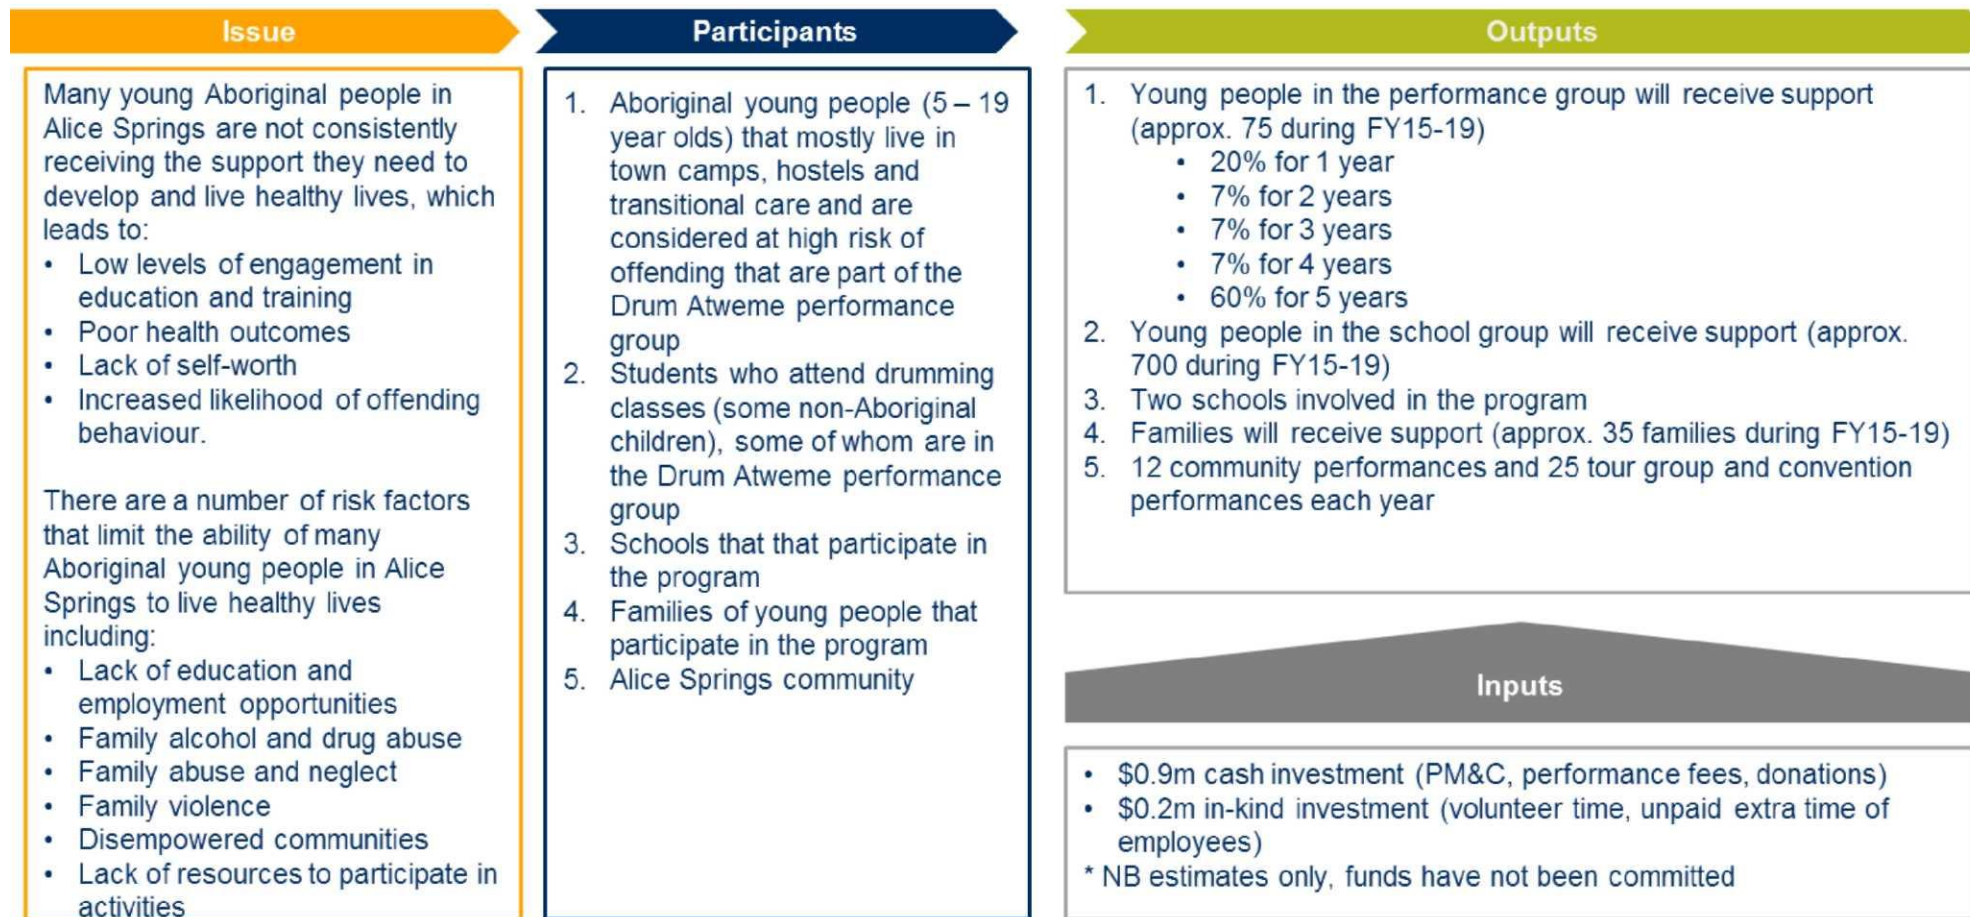 Issue
Many young Aboriginal people in
Alice Springs are not consistently
receiving the support they need to
develop and live healthy lives, which
leads to:
• Low levels of engagement in
education and training
• Poor health outcomes
• Lack of self-worth
• Increased likelihood of offending
behaviour.
There are a number of risk factors
that limit the ability of many
Aboriginal young people in Alice
Springs to live healthy lives
including:
• Lack of education and
employment opportunities
• Family alcohol and drug abuse
• Family abuse and neglect
• Family violence
• Disempowered communities
• Lack of resources to participate in
activities
Participants
1. Aboriginal young people (5 – 19
year olds) that mostly live in
town camps, hostels and
transitional care and are
considered at high risk of
offending that are part of the
Drum Atweme performance
group
2. Students who attend drumming
classes (some non-Aboriginal
children), some of whom are in
the Drum Atweme performance
group
3. Schools that that participate in
the program
4. Families of young people that
participate in the program
5. Alice Springs community
Outputs
1. Young people in the performance group will receive support
(approx. 75 during FY15-19)
• 20% for 1 year
• 7% for 2 years
• 7% for 3 years
• 7% for 4 years
• 60% for 5 years
2. Young people in the school group will receive support (approx.
700 during FY15-19)
3. Two schools involved in the program
4. Families will receive support (approx. 35 families during FY15-19)
5. 12 community performances and 25 tour group and convention
performances each year
Inputs
• $0.9m cash investment (PM&C, performance fees, donations)
• $0.2m in-kind investment (volunteer time, unpaid extra time of
employees)
* NB estimates only, funds have not been committed